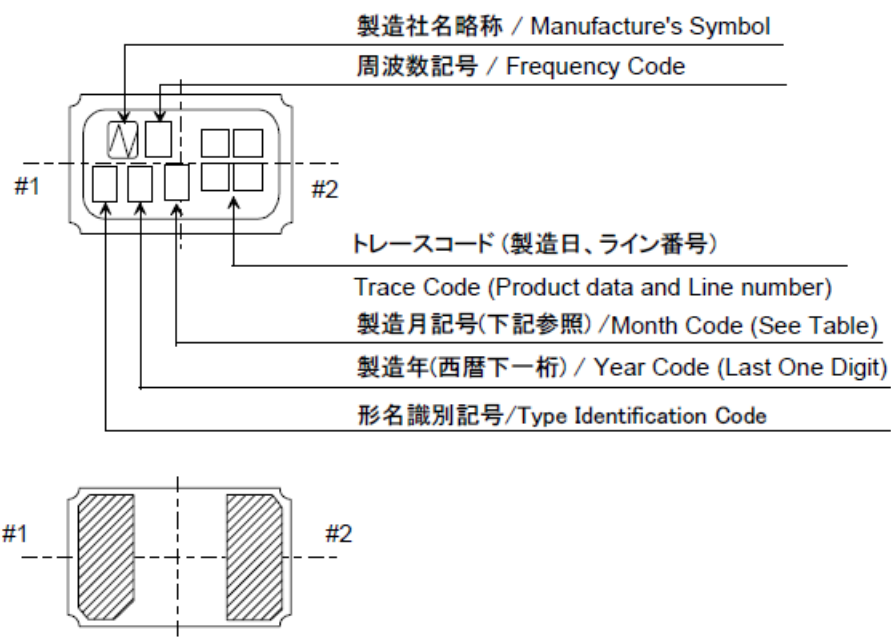 製造社名略称 / Manufacture's Symbol
周波数記号 / Frequency Code
#1
#2
トレースコード (製造日、ライン番号)
Trace Code (Product data and Line number)
製造月記号(下記参照) /Month Code (See Table)
製造年(西暦下一桁) / Year Code (Last One Digit)
形名識別記号/Type Identification Code
#1
#2